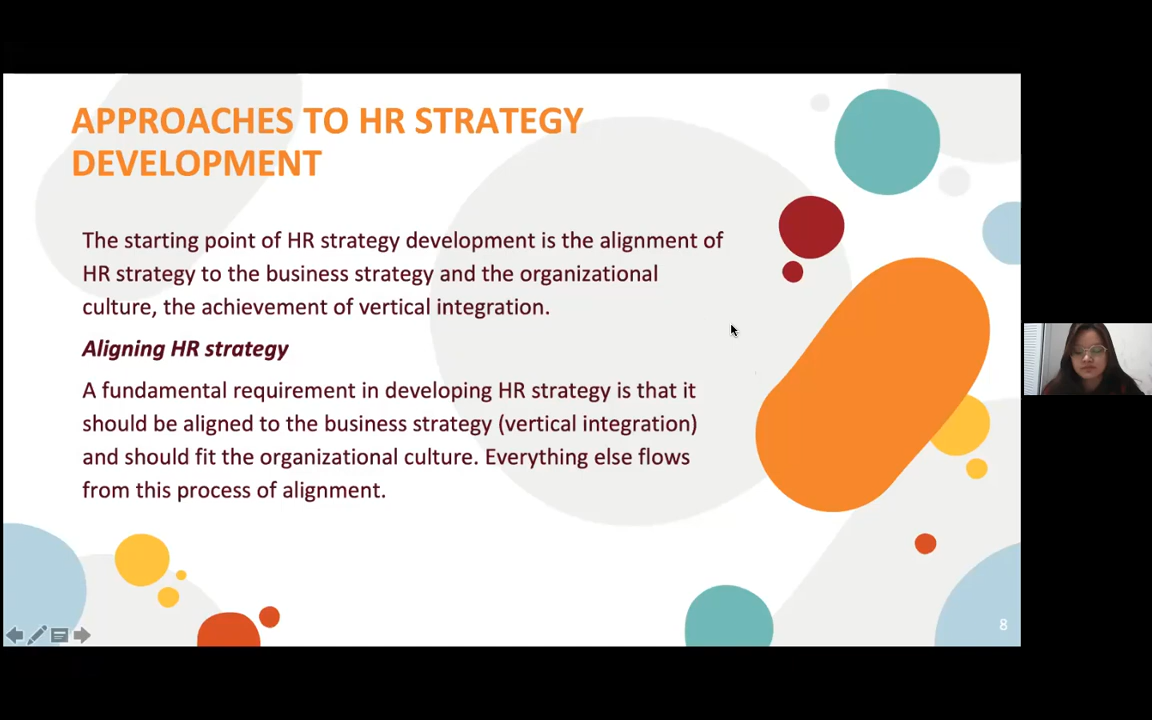 APPROACHES TO HR STRATEGY
DEVELOPMENT
The starting point of HR strategy development is the alignment of
HR strategy to the business strategy and the organizational
culture, the achievement of vertical integration.
Aligning HR strategy
A fundamental requirement in developing HR strategy is that it
should be aligned to the business strategy (vertical integration)
and should fit the organizational culture. Everything else flows
from this process of alignment.
8